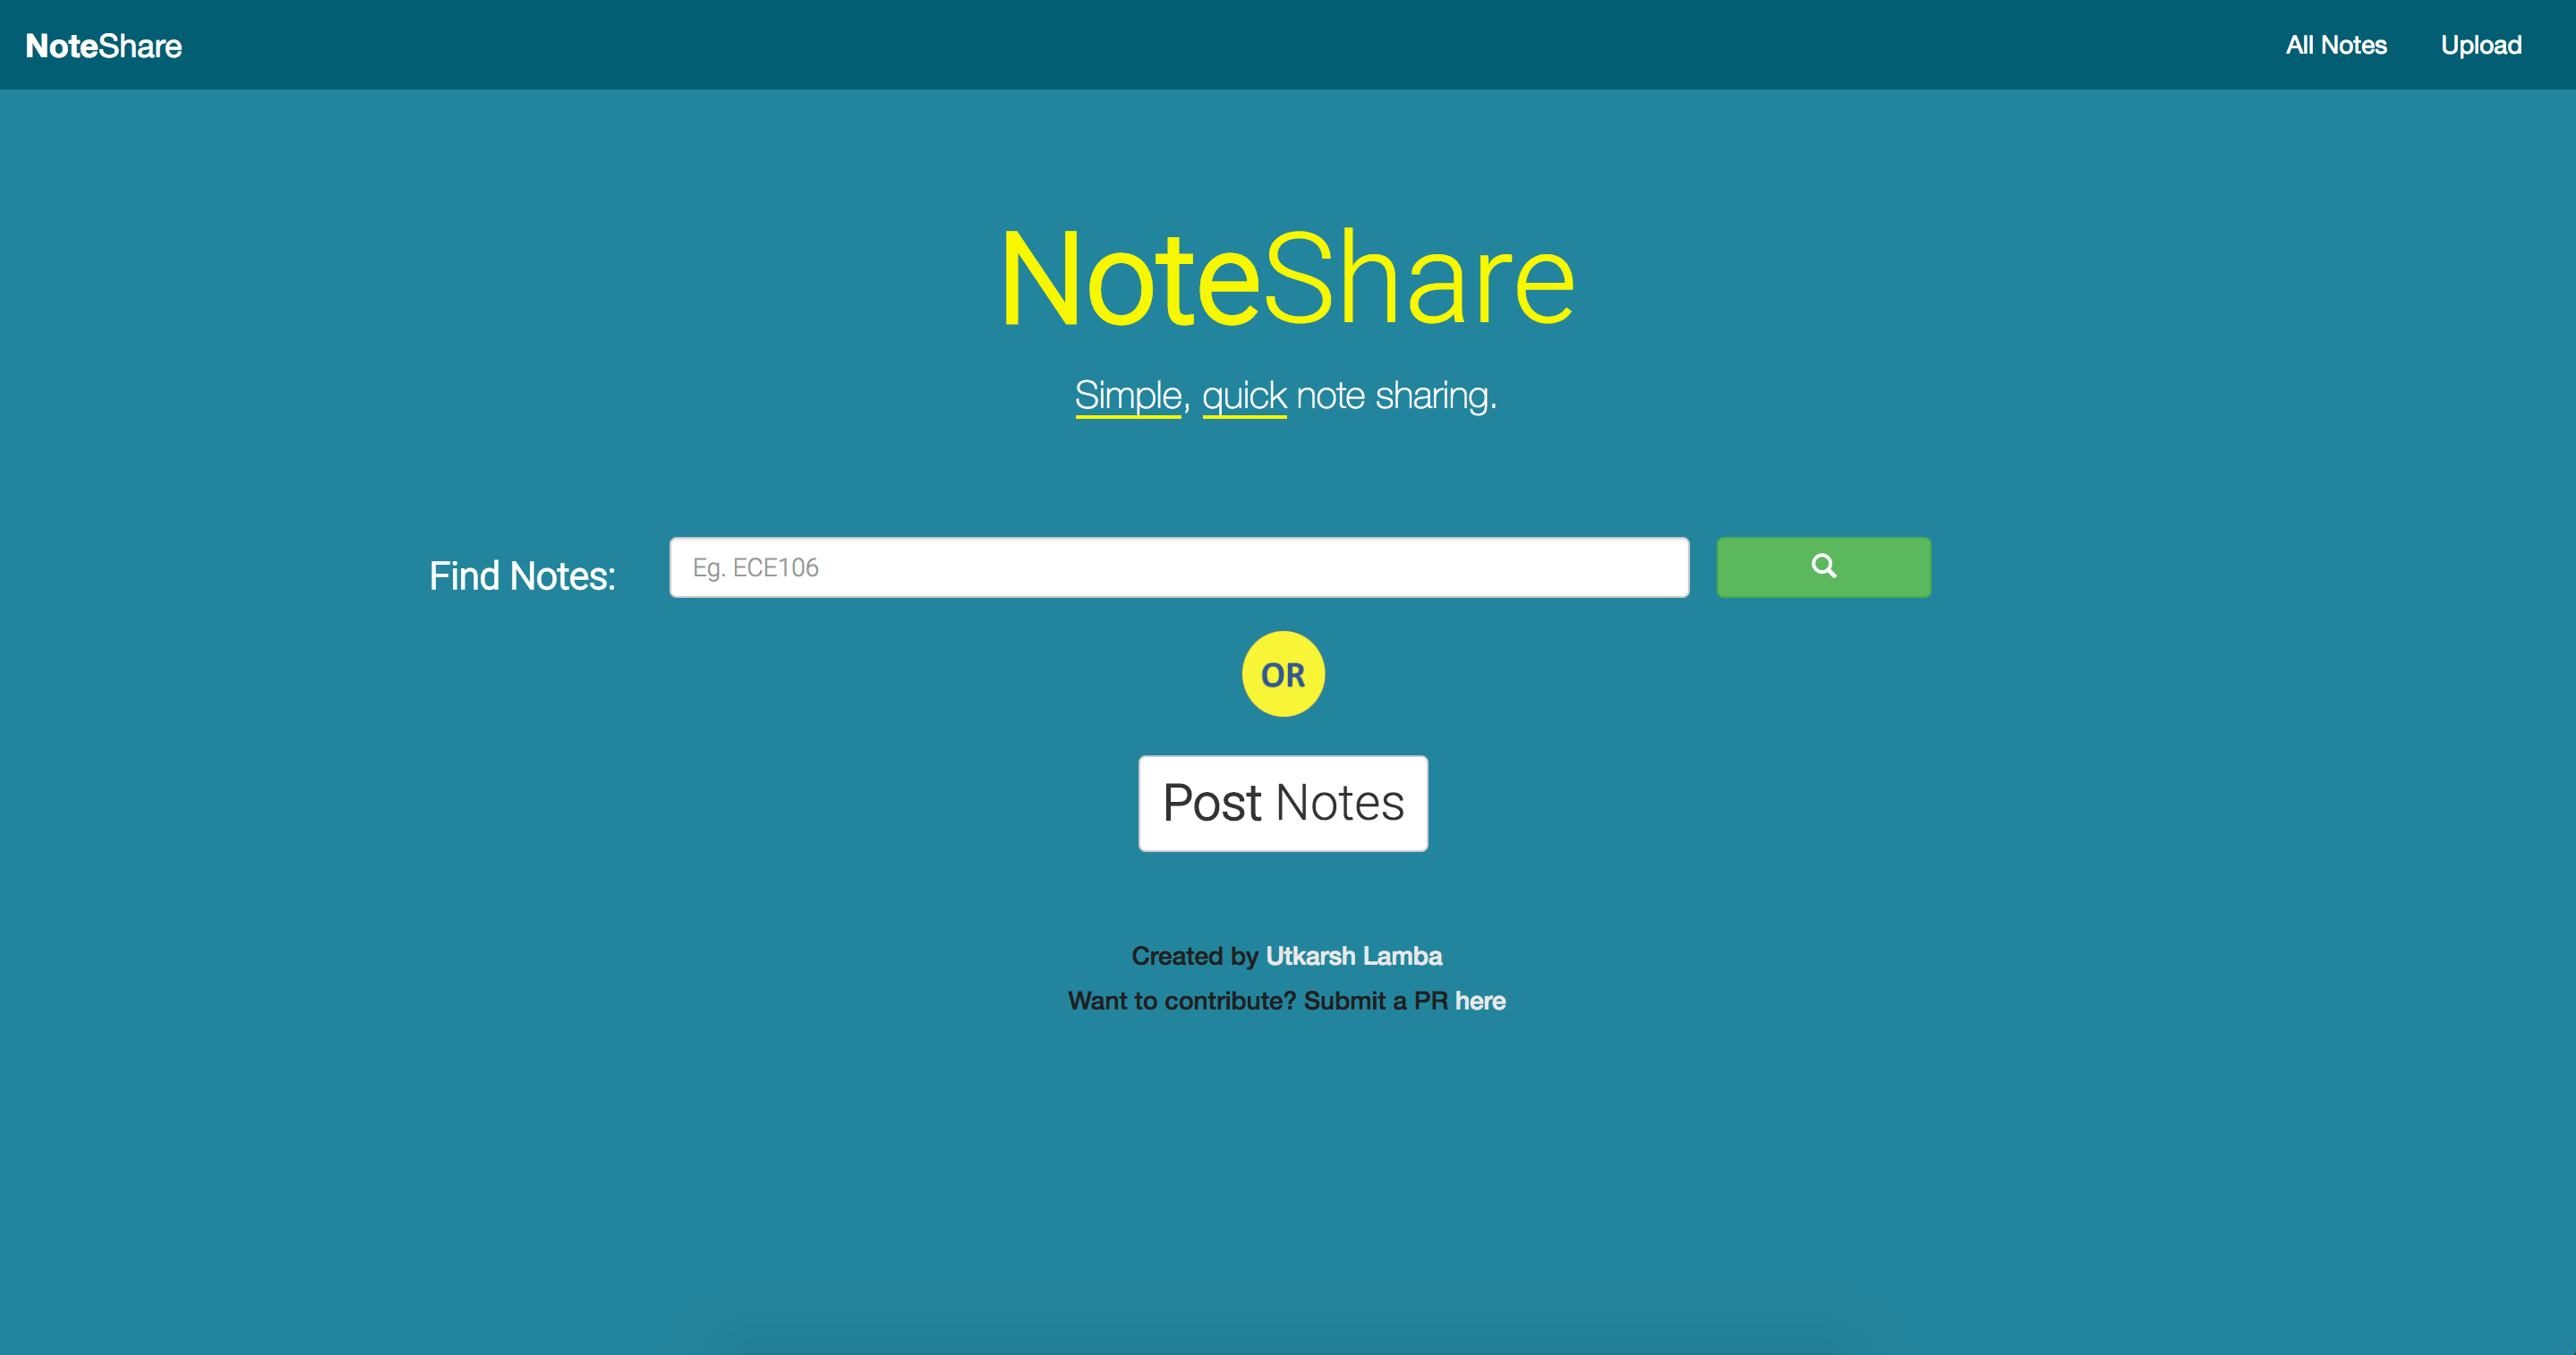 NoteShare
All Notes
Upload
NoteShare
Simple, quick note sharing.
Find Notes:
Eg. ECE106
OR
Post Notes
Created by Utkarsh Lamba
Want to contribute? Submit a PR here